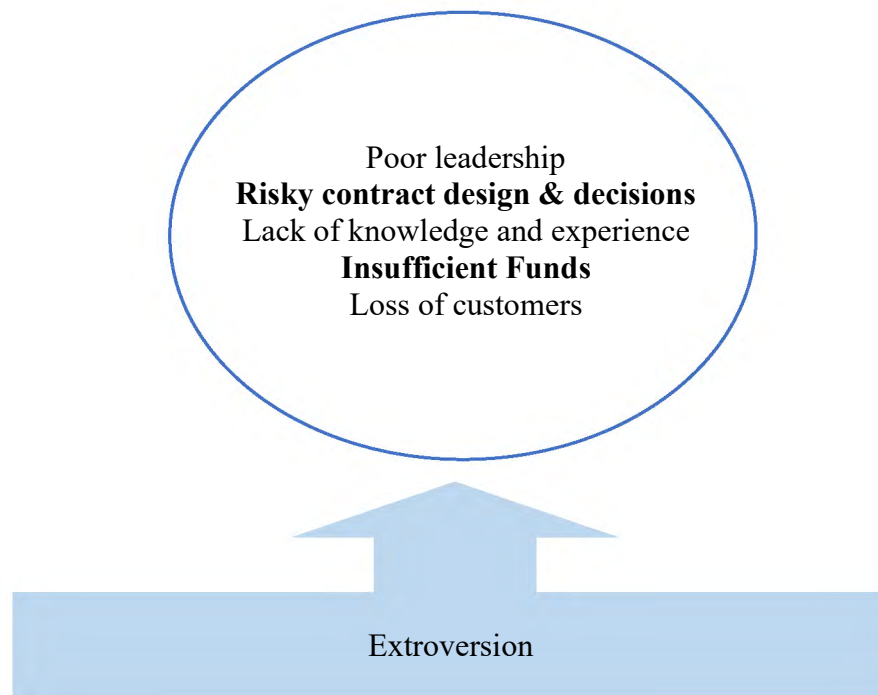 Poor leadership
Risky contract design & decisions
Lack of knowledge and experience
Insufficient Funds
Loss of customers
Extroversion